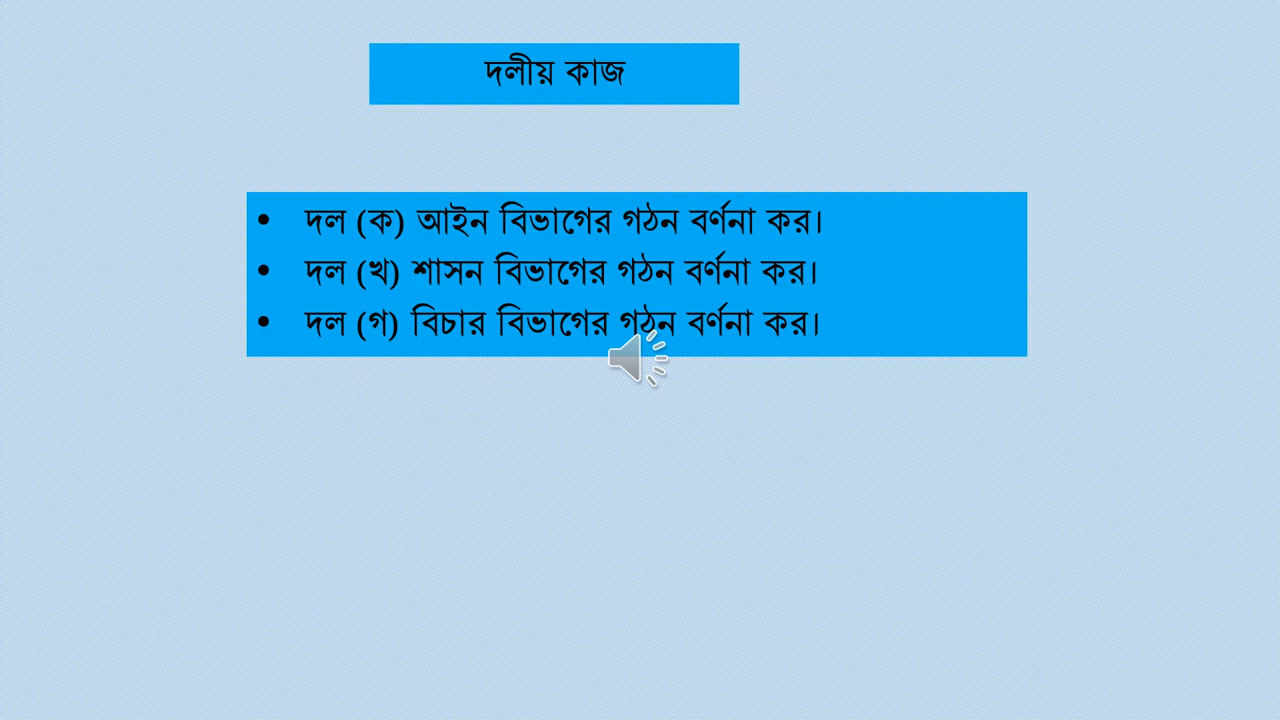 দলীয় কাজ
• দল (ক) আইন বিভাগের গঠন বর্ণনা কর।
• দল (খ) শাসন বিভাগের গঠন বর্ণনা কর।
• দল (গ) বিচার বিভাগের গঠন বর্ণনা কর।